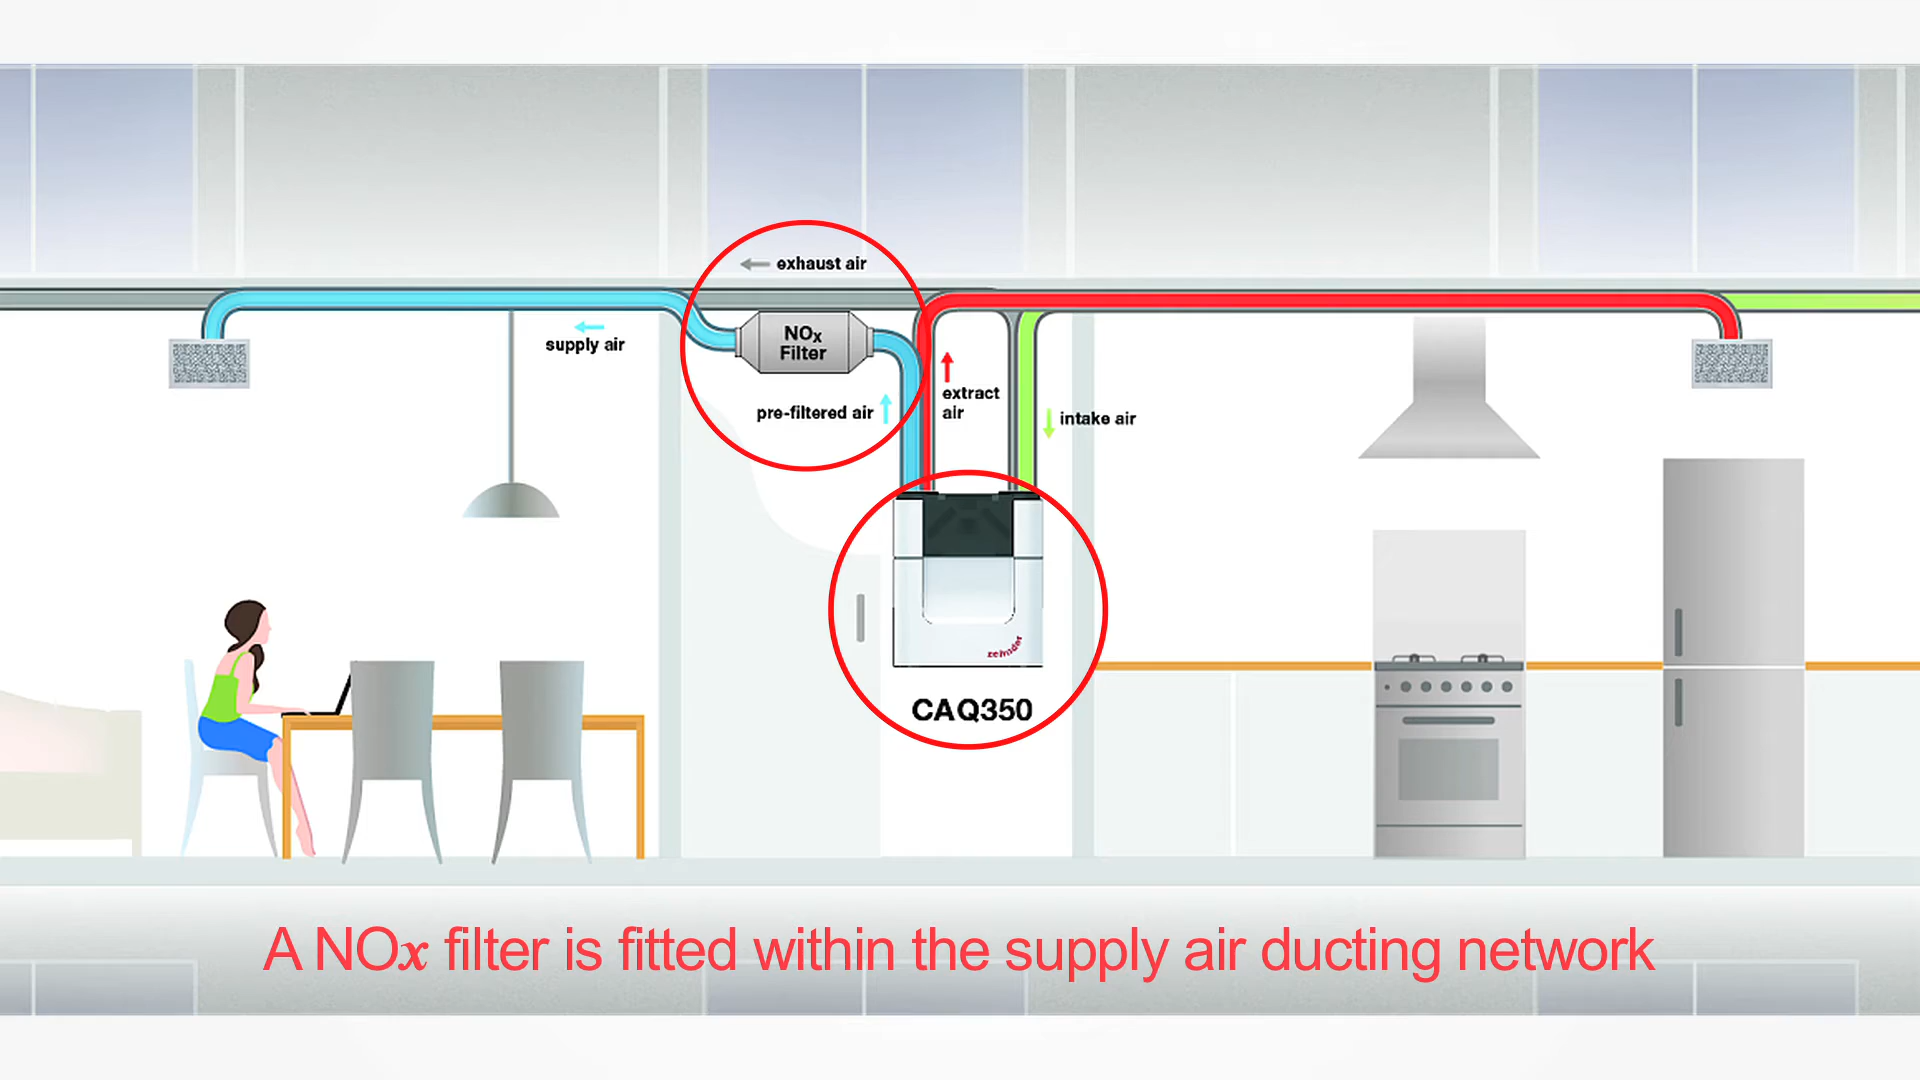 exhaust air
NOx
Filter
supply air
extract
air
pre-filtered air
intake air
zehnder
CAQ350
A NOx filter is fitted within the supply air ducting network